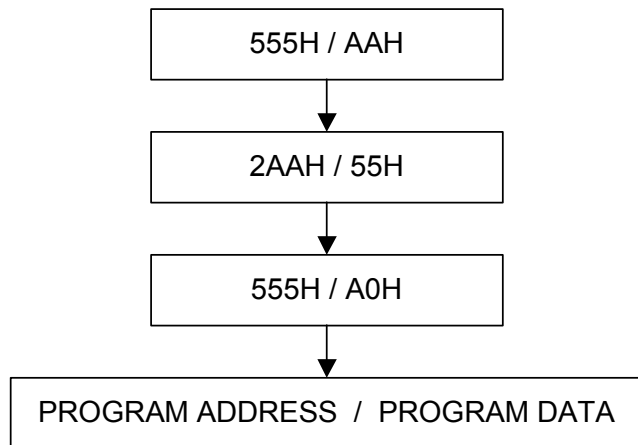 555H / AAH
2AAH / 55H
555H / A0H
PROGRAM ADDRESS / PROGRAM DATA